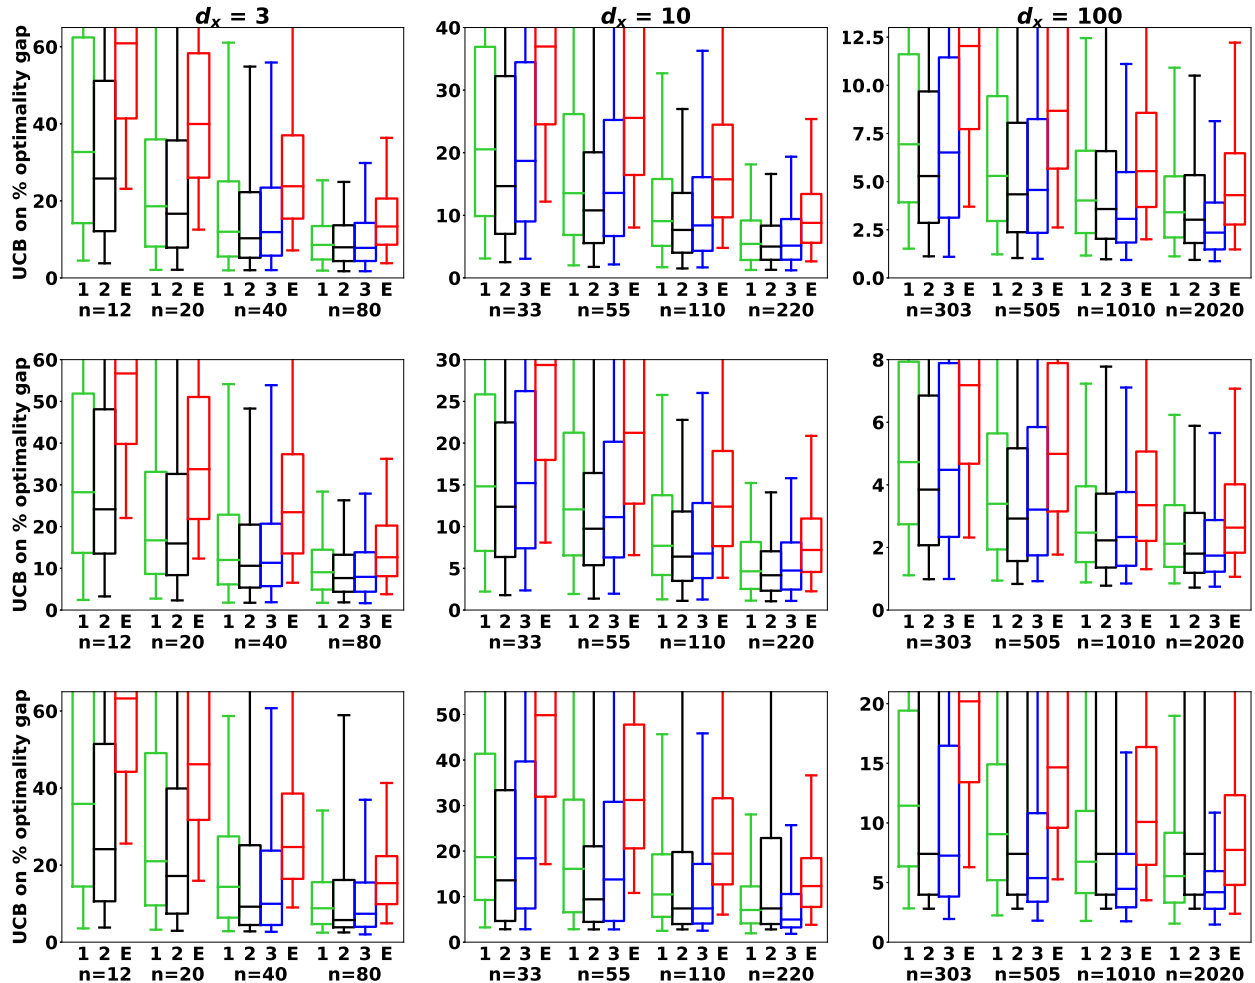 d_x = 3 d_x = 10 d_x = 100
UCB on % optimality gap
60
40
20
0
1 2 E 1 2 E 1 2 3 E 1 2 3 E
n=12 n=20 n=40 n=80
40
30
20
10
0
1 2 3 E 1 2 3 E 1 2 3 E 1 2 3 E
n=33 n=55 n=110 n=220
12.5
10.0
7.5
5.0
2.5
0.0
1 2 3 E 1 2 3 E 1 2 3 E 1 2 3 E
n=303 n=505 n=1010 n=2020
UCB on % optimality gap
60
50
40
30
20
10
0
1 2 E 1 2 E 1 2 3 E 1 2 3 E
n=12 n=20 n=40 n=80
30
25
20
15
10
5
0
1 2 3 E 1 2 3 E 1 2 3 E 1 2 3 E
n=33 n=55 n=110 n=220
8
6
4
2
0
1 2 3 E 1 2 3 E 1 2 3 E 1 2 3 E
n=303 n=505 n=1010 n=2020
UCB on % optimality gap
60
40
20
0
1 2 E 1 2 E 1 2 3 E 1 2 3 E
n=12 n=20 n=40 n=80
50
40
30
20
10
0
1 2 3 E 1 2 3 E 1 2 3 E 1 2 3 E
n=33 n=55 n=110 n=220
20
15
10
5
0
1 2 3 E 1 2 3 E 1 2 3 E 1 2 3 E
n=303 n=505 n=1010 n=2020